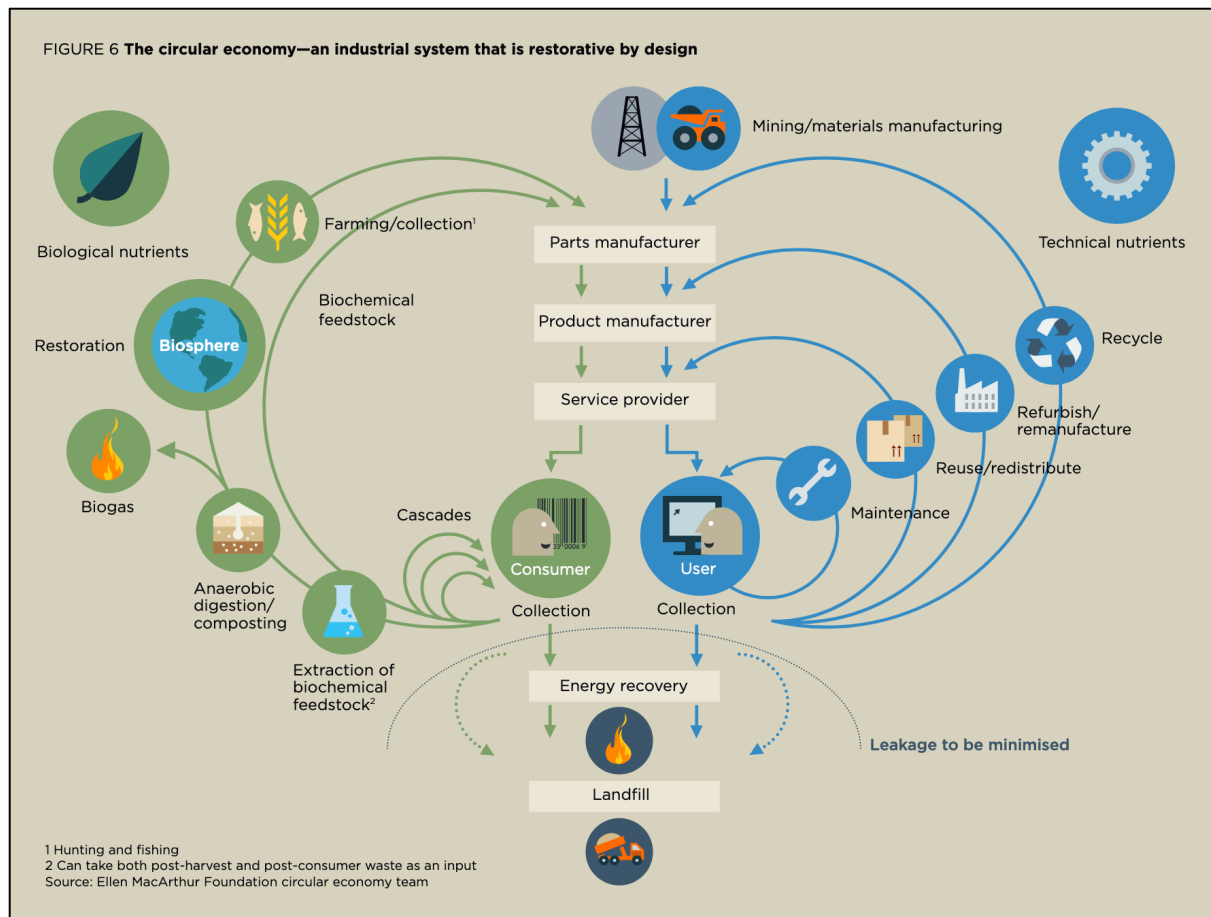 FIGURE 6 The circular economy—an industrial system that is restorative by design
Mining/materials manufacturing
Biological nutrients
Farming/collection¹
Parts manufacturer
Technical nutrients
Biochemical
feedstock
Product manufacturer
Restoration
Biosphere
Recycle
Service provider
Refurbish/
remanufacture
Reuse/redistribute
Biogas
Cascades
Maintenance
33 0006 9
Consumer
User
Anaerobic
digestion/
composting
Collection
Collection
Extraction of
biochemical
feedstock²
Energy recovery
Leakage to be minimised
Landfill
1 Hunting and fishing
2 Can take both post-harvest and post-consumer waste as an input
Source: Ellen MacArthur Foundation circular economy team